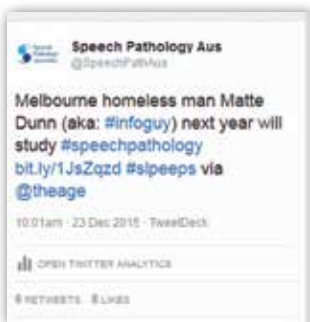 Speech Pathology Aus
@SpeechPathAus
Melbourne homeless man Matte
Dunn (aka: #infoguy) next year will
study #speechpathology
bit.ly/1JsZqzd #slpeeps via
@theage
10:01am - 23 Dec 2015 - TweetDeck
OPEN TWITTER ANALYTICS
6 RETWEETS 8 LIKES